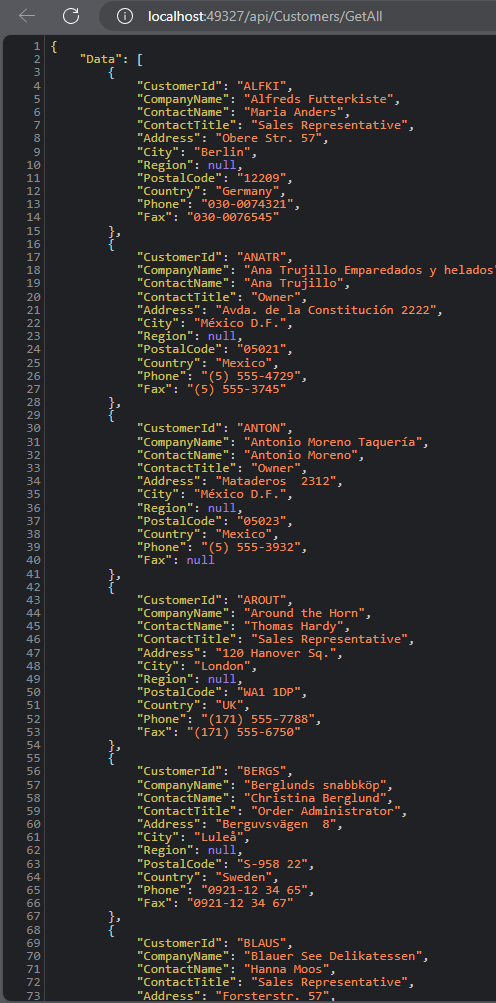 localhost:49327/api/Customers/GetAll
1 {
2 "Data": [
3 {
4 "CustomerId": "ALFKI",
5 "CompanyName": "Alfreds Futterkiste",
6 "ContactName": "Maria Anders",
7 "ContactTitle": "Sales Representative",
8 "Address": "Obere Str. 57",
9 "City": "Berlin",
10 "Region": null,
11 "PostalCode": "12209",
12 "Country": "Germany",
13 "Phone": "030-0074321",
14 "Fax": "030-0076545"
15 },
16 {
17 "CustomerId": "ANATR",
18 "CompanyName": "Ana Trujillo Emparedados y helados"
19 "ContactName": "Ana Trujillo",
20 "ContactTitle": "Owner",
21 "Address": "Avda. de la Constitución 2222",
22 "City": "México D.F.",
23 "Region": null,
24 "PostalCode": "05021",
25 "Country": "Mexico",
26 "Phone": "(5) 555-4729",
27 "Fax": "(5) 555-3745"
28 },
29 {
30 "CustomerId": "ANTON",
31 "CompanyName": "Antonio Moreno Taquería",
32 "ContactName": "Antonio Moreno",
33 "ContactTitle": "Owner",
34 "Address": "Mataderos  2312",
35 "City": "México D.F.",
36 "Region": null,
37 "PostalCode": "05023",
38 "Country": "Mexico",
39 "Phone": "(5) 555-3932",
40 "Fax": null
41 },
42 {
43 "CustomerId": "AROUT",
44 "CompanyName": "Around the Horn",
45 "ContactName": "Thomas Hardy",
46 "ContactTitle": "Sales Representative",
47 "Address": "120 Hanover Sq.",
48 "City": "London",
49 "Region": null,
50 "PostalCode": "WA1 1DP",
51 "Country": "UK",
52 "Phone": "(171) 555-7788",
53 "Fax": "(171) 555-6750"
54 },
55 {
56 "CustomerId": "BERGS",
57 "CompanyName": "Berglunds snabbköp",
58 "ContactName": "Christina Berglund",
59 "ContactTitle": "Order Administrator",
60 "Address": "Berguvsvägen  8",
61 "City": "Luleå",
62 "Region": null,
63 "PostalCode": "S-958 22",
64 "Country": "Sweden",
65 "Phone": "0921-12 34 65",
66 "Fax": "0921-12 34 67"
67 },
68 {
69 "CustomerId": "BLAUS",
70 "CompanyName": "Blauer See Delikatessen",
71 "ContactName": "Hanna Moos",
72 "ContactTitle": "Sales Representative",
73 "Address": "Forsterstr. 57",